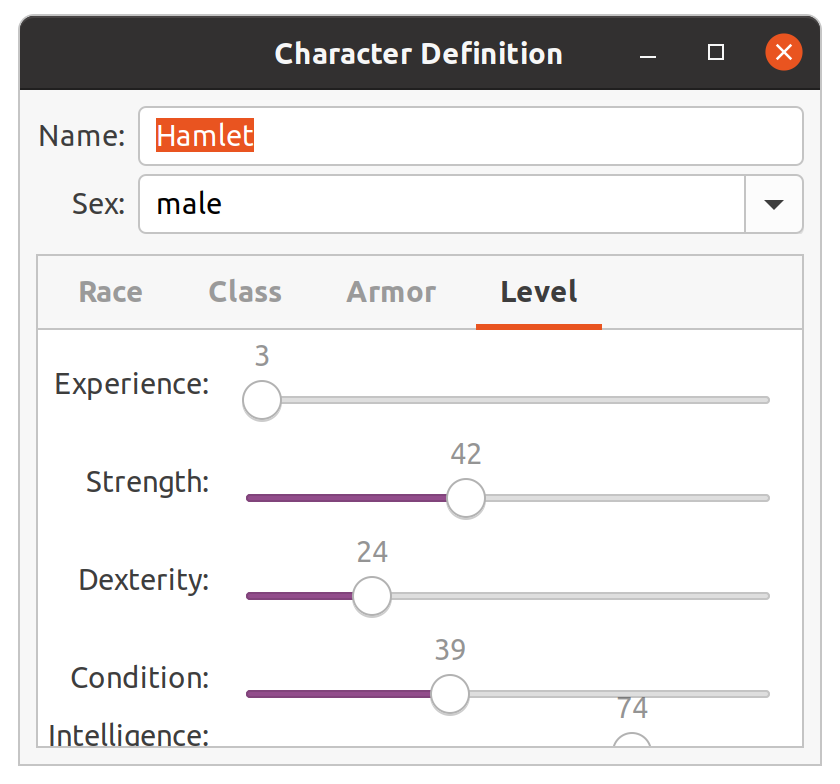 Character Definition
Name: Hamlet
Sex: male
Race Class Armor Level
3
Experience:
42
Strength:
24
Dexterity:
39
Condition:
74
Intelligence: